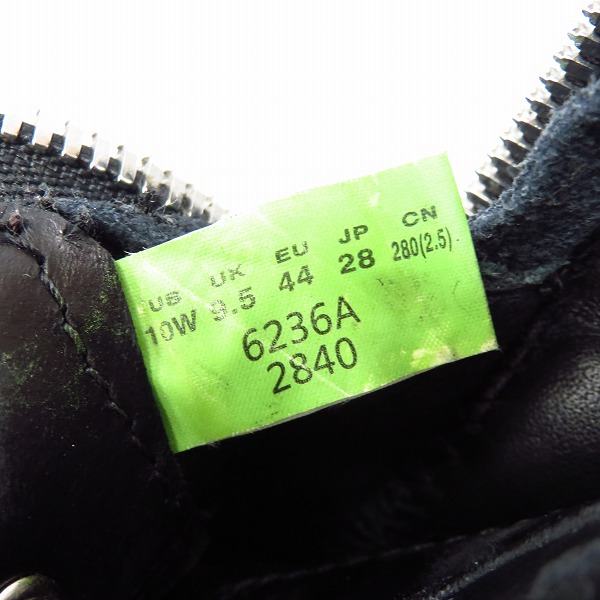 US UK EU JP CN
10W 9.5 44 28 280(2.5)
6236A
2840